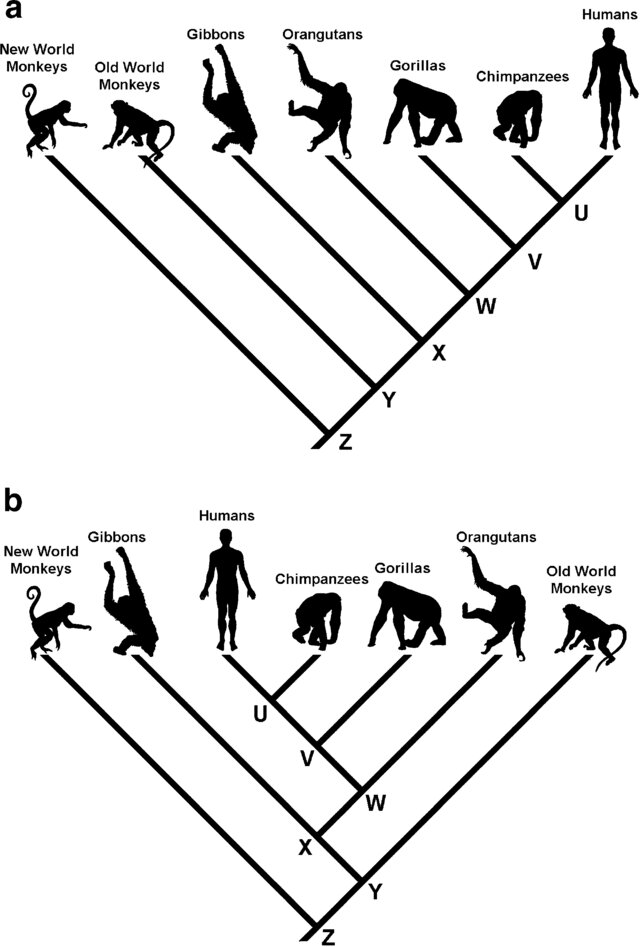 a
Humans
Gibbons
Orangutans
New World
Monkeys
Old World
Monkeys
Gorillas
Chimpanzees
U
V
W
X
Y
Z
b
Humans
Gibbons
Orangutans
New World
Monkeys
Chimpanzees
Gorillas
Old World
Monkeys
U
V
W
X
Y
Z